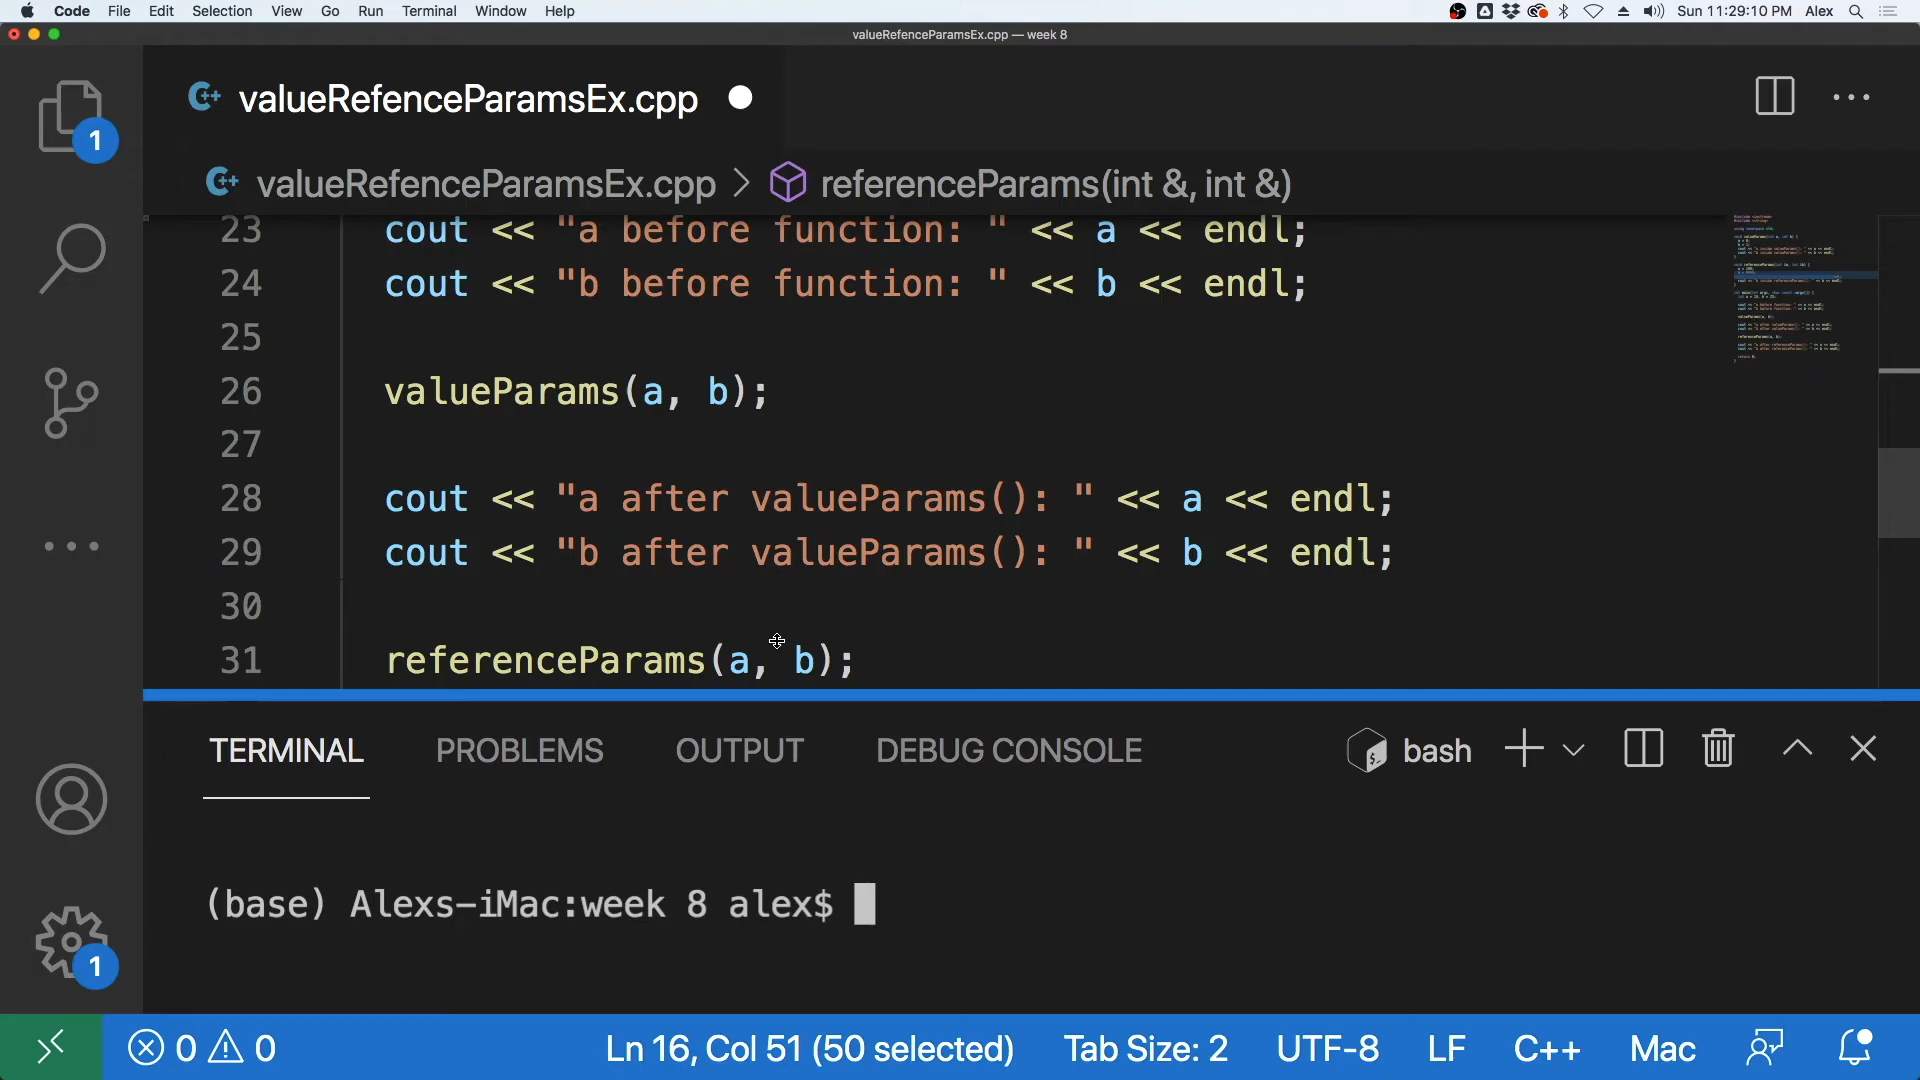 Code File Edit Selection View Go Run Terminal Window Help Sun 11:29:10 PM Alex
valueRefenceParamsEx.cpp — week 8
valueRefenceParamsEx.cpp
valueRefenceParamsEx.cpp > referenceParams(int &, int &)
23 cout << "a before function: " << a << endl;
24 cout << "b before function: " << b << endl;
25
26 valueParams(a, b);
27
28 cout << "a after valueParams(): " << a << endl;
29 cout << "b after valueParams(): " << b << endl;
30
31 referenceParams(a, b);
1
TERMINAL PROBLEMS OUTPUT DEBUG CONSOLE bash
(base) Alexs-iMac:week 8 alex$
1
0 0 Ln 16, Col 51 (50 selected) Tab Size: 2 UTF-8 LF C++ Mac